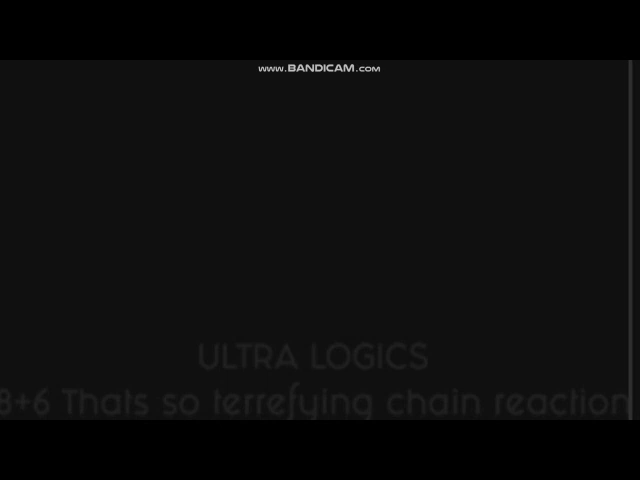 www.BANDICAM.com
ULTRA LOGICS
8+6 Thats so terrefying chain reaction